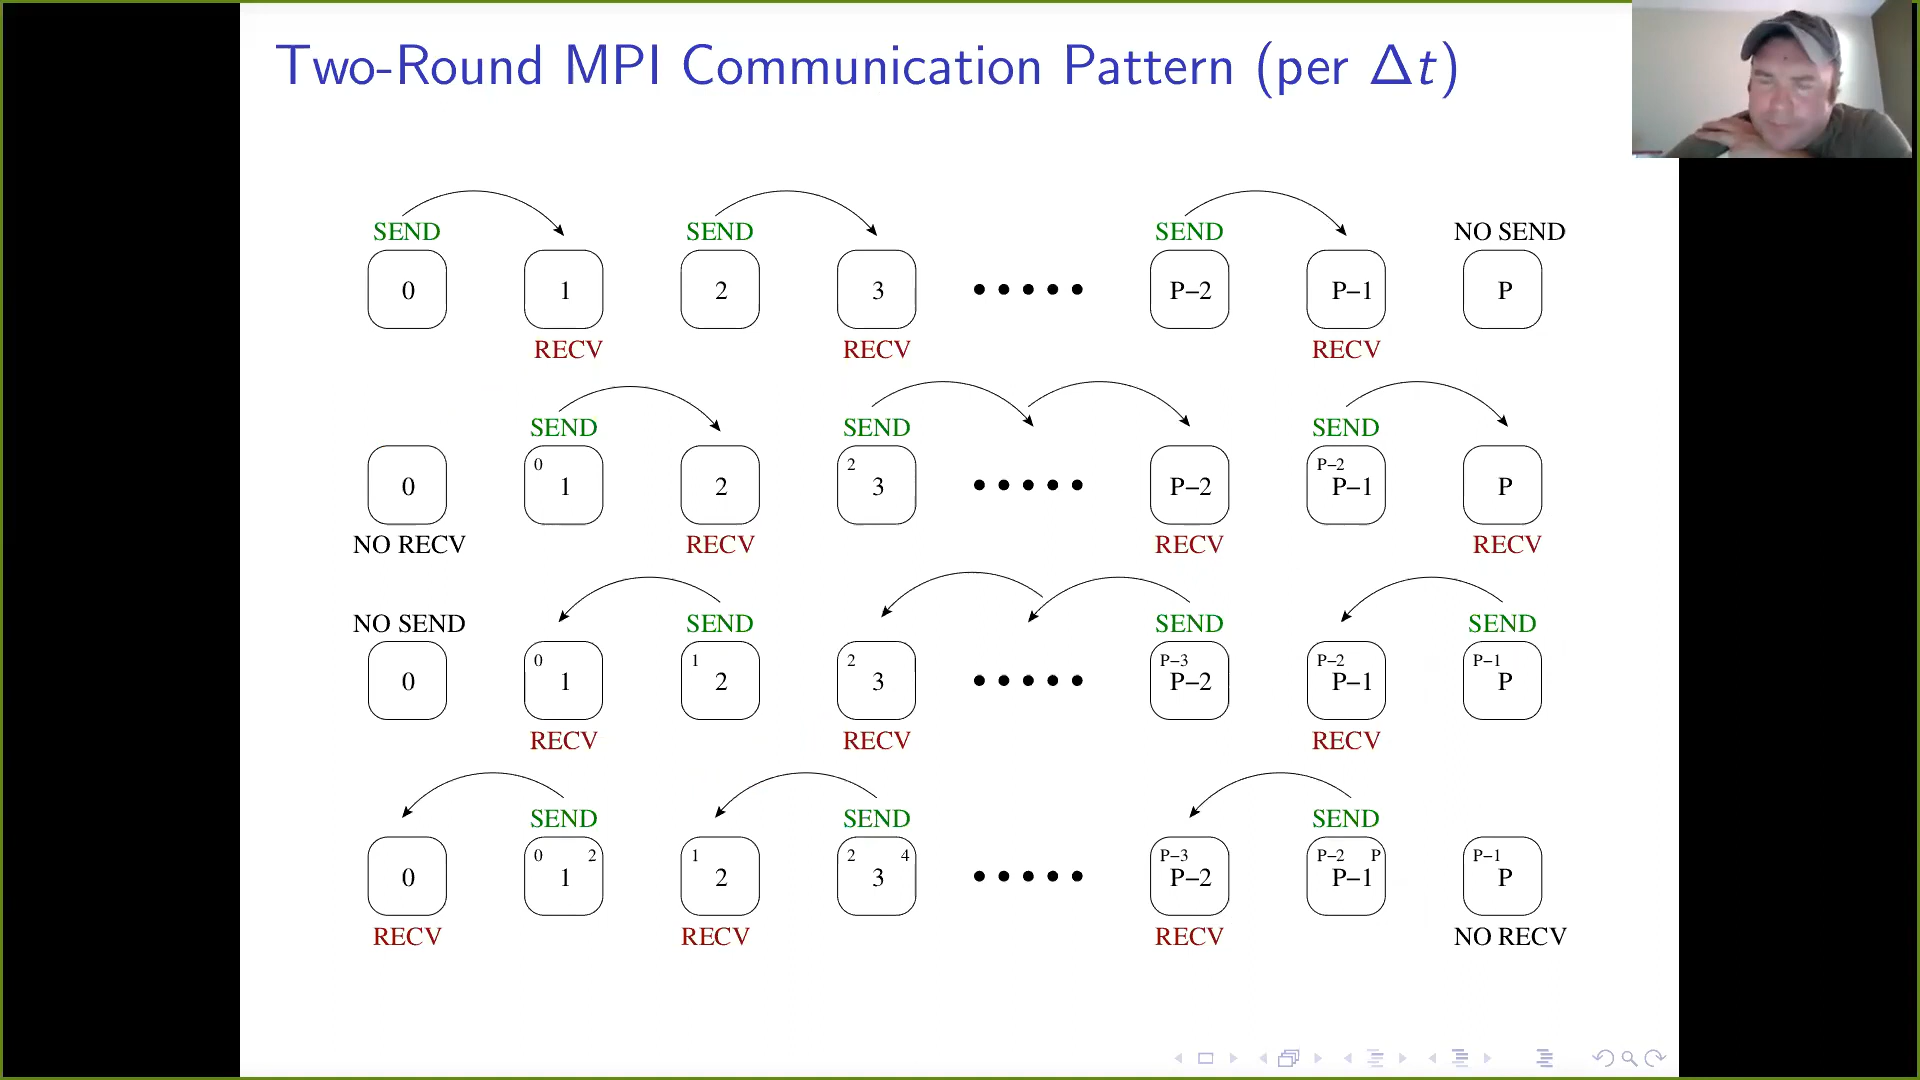 Two-Round MPI Communication Pattern (per Δt)
SEND SEND SEND NO SEND
0 1 2 3 P–2 P–1 P
RECV RECV RECV
SEND SEND SEND
0 2 P–2
0 1 2 3 P–2 P–1 P
NO RECV RECV RECV RECV
NO SEND SEND SEND SEND
0 1 2 P–3 P–2 P–1
0 1 2 3 P–2 P–1 P
RECV RECV RECV
SEND SEND SEND
0 2 1 2 4 P–3 P–2 P P–1
0 1 2 3 P–2 P–1 P
RECV RECV RECV NO RECV